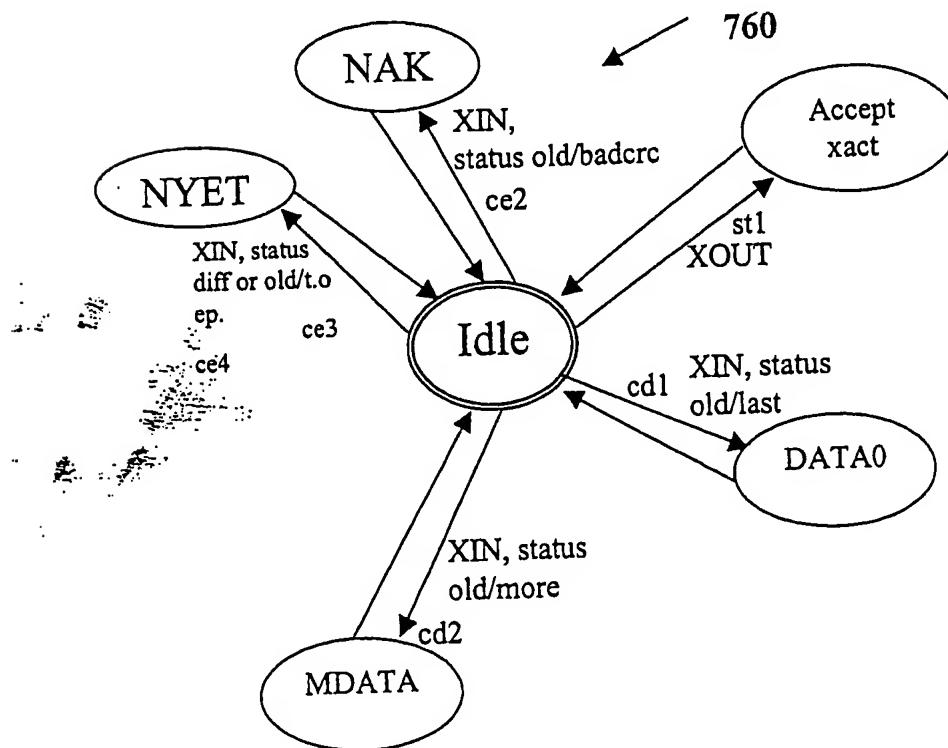 760
NAK
Accept
xact
XIN,
status old/badcrc
ce2
NYET
st1
XOUT
XIN, status
diff or old/t.o
ep.
ce3
ce4
Idle
cd1
XIN, status
old/last
DATA0
XIN, status
old/more
cd2
MDATA